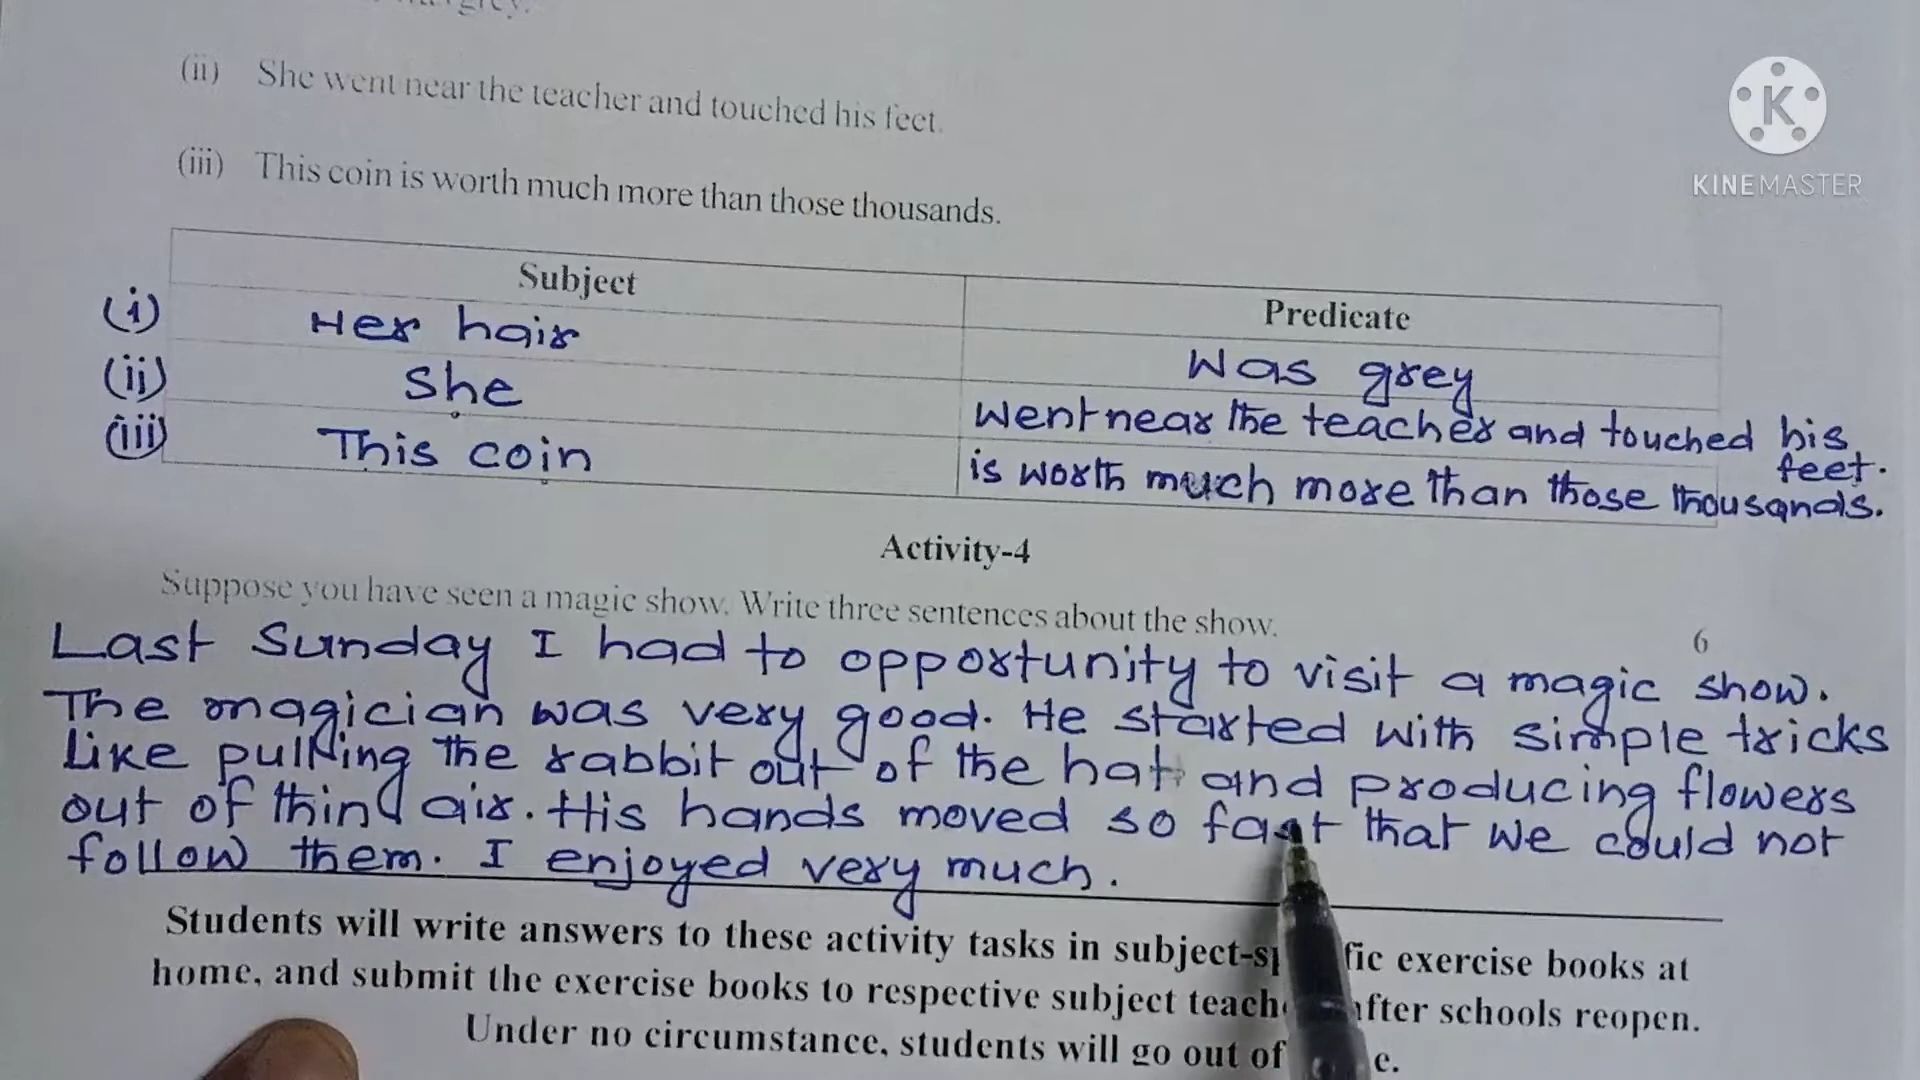 (ii) She went near the teacher and touched his feet.
(iii) This coin is worth much more than those thousands.
KINEMASTER
Subject Predicate
(i) Her hair Was grey
(ii) She went near the teacher and touched his feet.
(iii) This coin is worth much more than those thousands.
Activity-4
Suppose you have seen a magic show. Write three sentences about the show. 6
Last Sunday I had to opportunity to visit a magic show.
The magician was very good. He started with simple tricks
like pulling the rabbit out of the hat and producing flowers
out of thin air. His hands moved so fast that we could not
follow them. I enjoyed very much.
Students will write answers to these activity tasks in exercise books at
home, and submit the exercise books to respective subject after schools reopen.
Under no circumstance, students will go out of